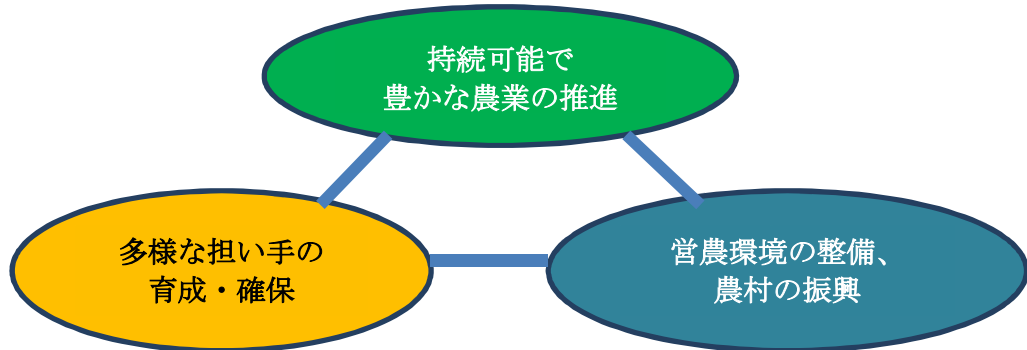 持続可能で
豊かな農業の推進
多様な担い手の
育成・確保
営農環境の整備、
農村の振興